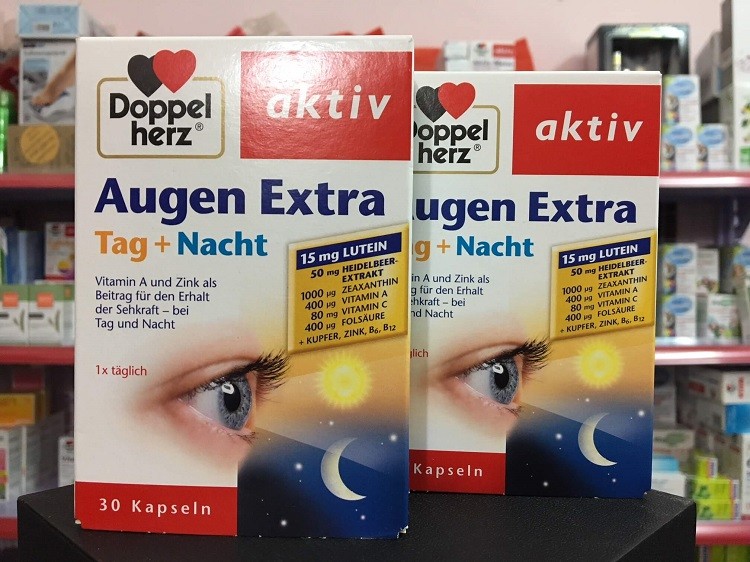 Doppel
herz®
aktiv
Augen Extra
Tag + Nacht
Vitamin A und Zink als
Beitrag für den Erhalt
der Sehkraft – bei
Tag und Nacht
15 mg LUTEIN
50 mg HEIDELBEER-
EXTRAKT
1000 µg ZEAXANTHIN
400 µg VITAMIN A
80 mg VITAMIN C
400 µg FOLSÄURE
+ KUPFER, ZINK, B6, B12
1x täglich
30 Kapseln
Doppel
herz®
aktiv
Augen Extra
g + Nacht
min A und Zink als
rag für den Erhalt
Sehkraft – bei
und Nacht
15 mg LUTEIN
50 mg HEIDELBEER-
EXTRAKT
1000 µg ZEAXANTHIN
400 µg VITAMIN A
80 mg VITAMIN C
400 µg FOLSÄURE
+ KUPFER, ZINK, B6, B12
glich
Kapseln